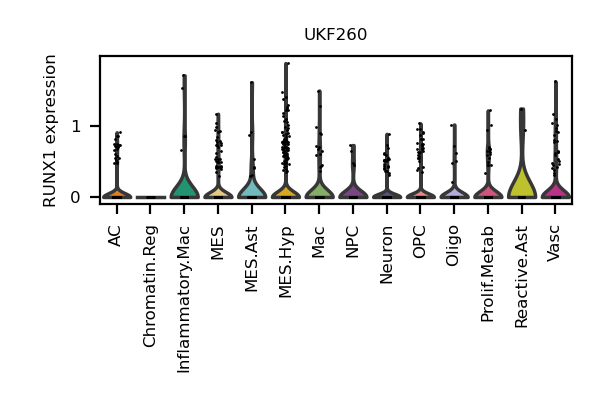 UKF260
RUNX1 expression
1
0
AC
Chromatin.Reg
Inflammatory.Mac
MES
MES.Ast
MES.Hyp
Mac
NPC
Neuron
OPC
Oligo
Prolif.Metab
Reactive.Ast
Vasc